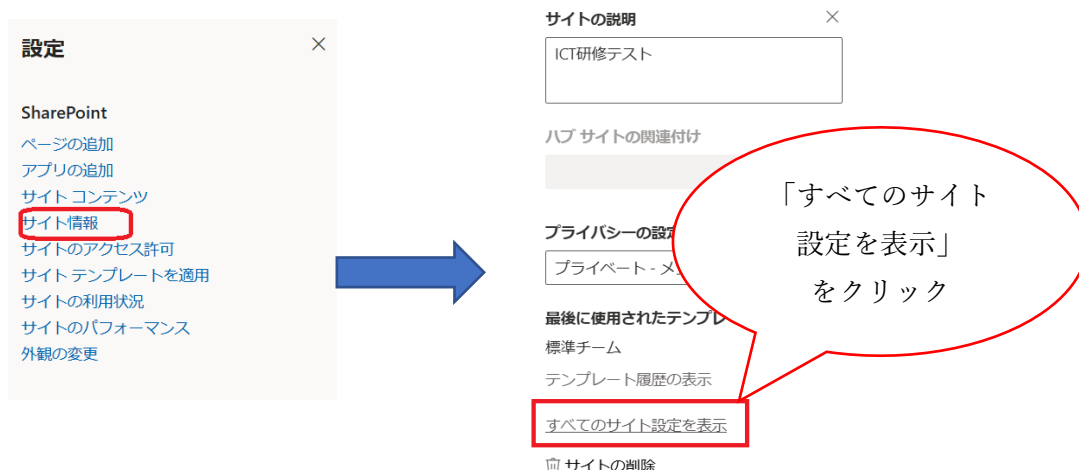 設定
SharePoint
ページの追加
アプリの追加
サイト コンテンツ
サイト情報
サイトのアクセス許可
サイト テンプレートを適用
サイトの利用状況
サイトのパフォーマンス
外観の変更
サイトの説明
ICT研修テスト
ハブ サイトの関連付け
プライバシーの設定
プライベート - メ
最後に使用されたテンプレ
標準チーム
テンプレート履歴の表示
すべてのサイト設定を表示
サイトの削除
「すべてのサイト
設定を表示」
をクリック